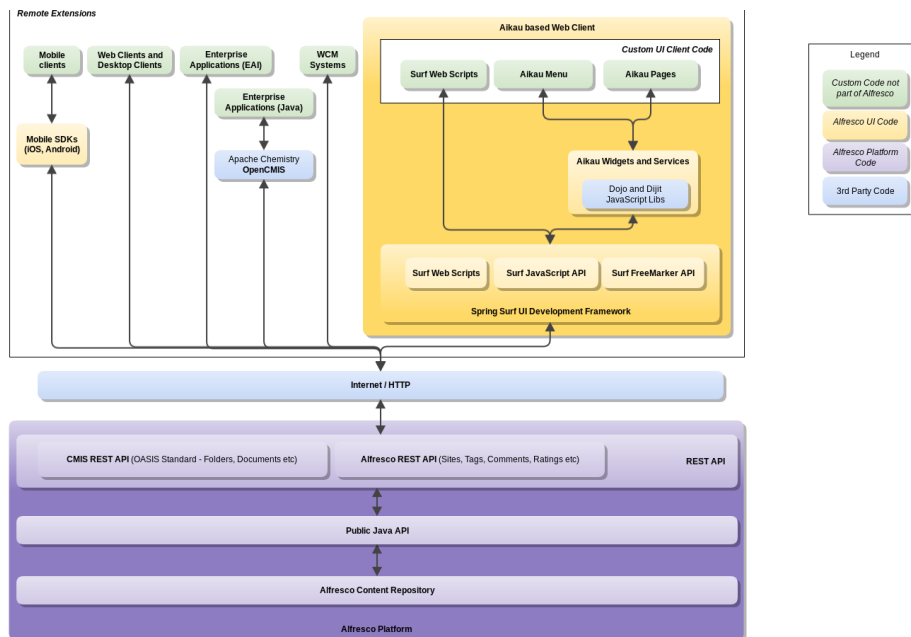 Remote Extensions
Aikau based Web Client
Custom UI Client Code
Mobile
clients
Web Clients and
Desktop Clients
Enterprise
Applications (EAI)
WCM
Systems
Surf Web Scripts
Aikau Menu
Aikau Pages
Enterprise
Applications (Java)
Mobile SDKs
(iOS, Android)
Apache Chemistry
OpenCMIS
Aikau Widgets and Services
Dojo and Dijit
JavaScript Libs
Surf Web Scripts
Surf JavaScript API
Surf FreeMarker API
Spring Surf UI Development Framework
Internet / HTTP
CMIS REST API (OASIS Standard - Folders, Documents etc)
Alfresco REST API (Sites, Tags, Comments, Ratings etc)
REST API
Public Java API
Alfresco Content Repository
Alfresco Platform
Legend
Custom Code not
part of Alfresco
Alfresco UI Code
Alfresco Platform
Code
3rd Party Code